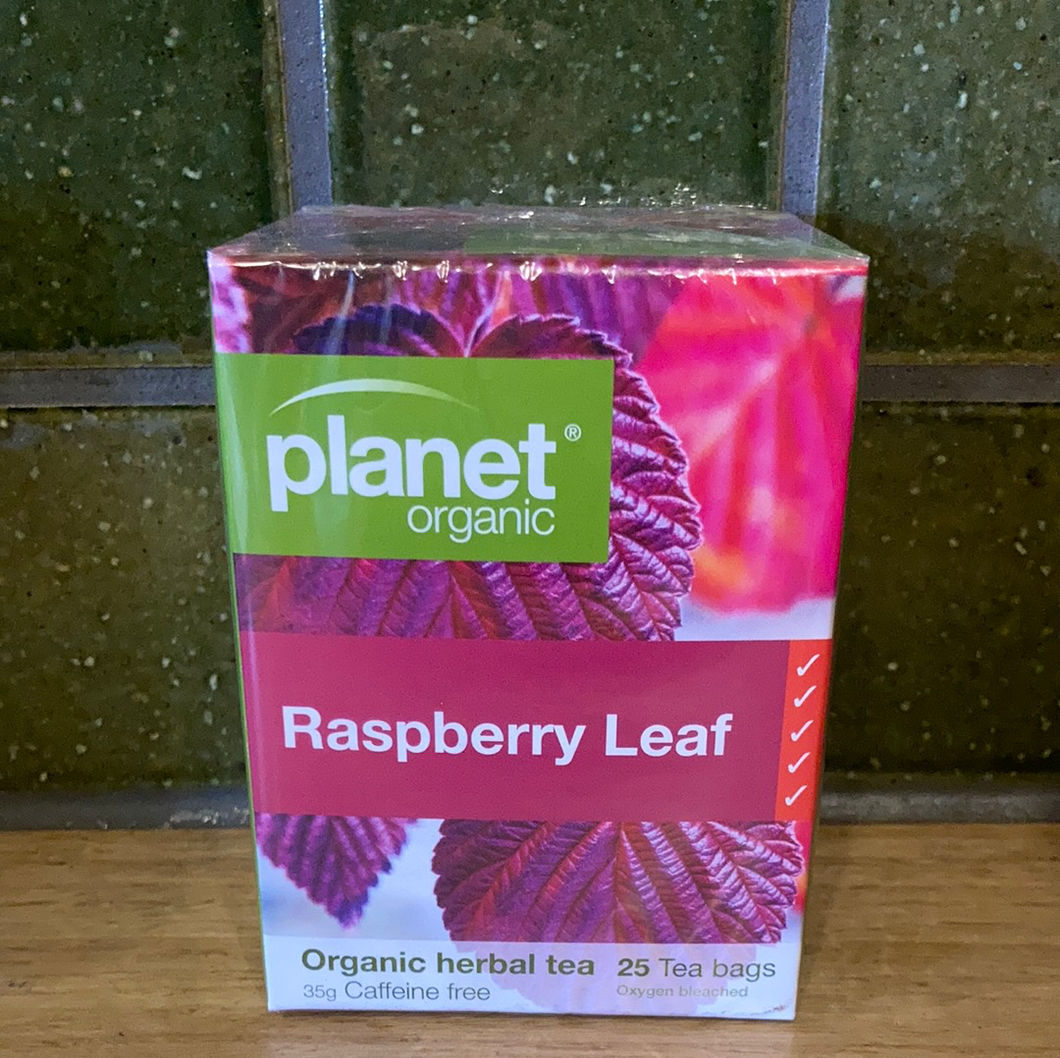 planet®
organic
Raspberry Leaf
Organic herbal tea 25 Tea bags
35g Caffeine free Oxygen bleached